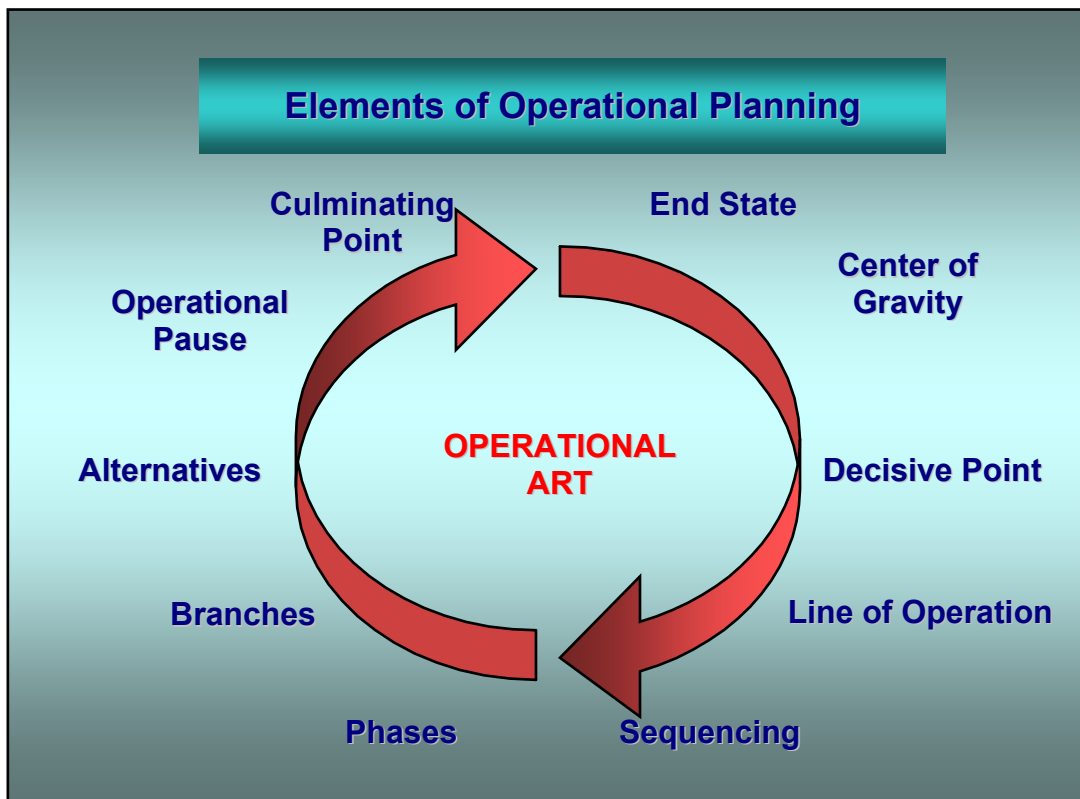 Elements of Operational Planning
Culminating
Point
End State
Center of
Gravity
Operational
Pause
OPERATIONAL
ART
Alternatives
Decisive Point
Branches
Line of Operation
Phases
Sequencing